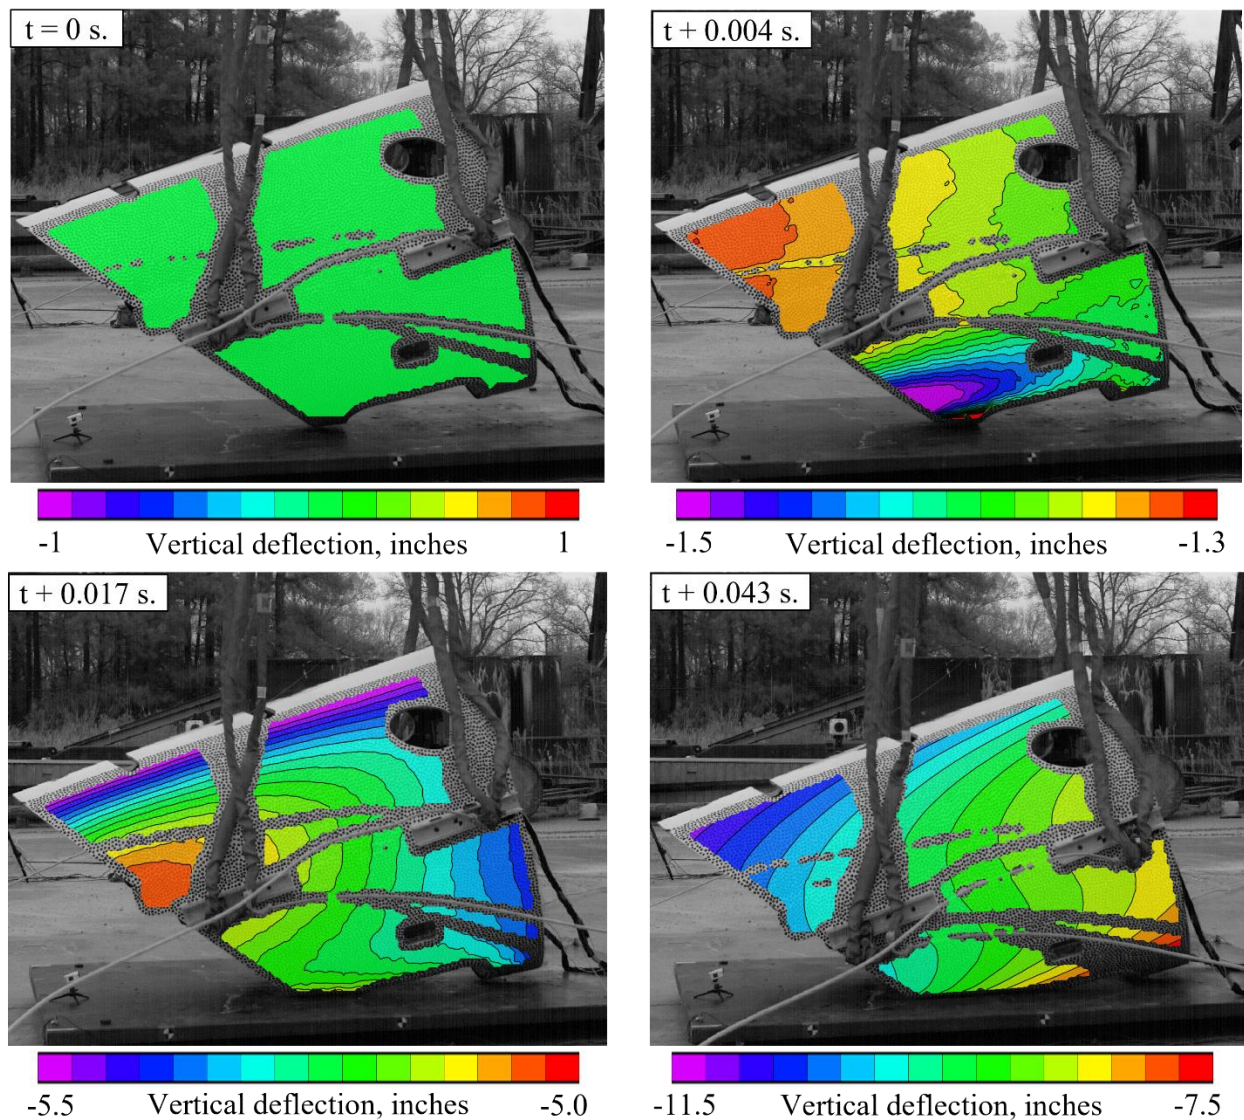 t = 0 s.
t + 0.004 s.
-1 Vertical deflection, inches 1
-1.5 Vertical deflection, inches -1.3
t + 0.017 s.
t + 0.043 s.
-5.5 Vertical deflection, inches -5.0
-11.5 Vertical deflection, inches -7.5